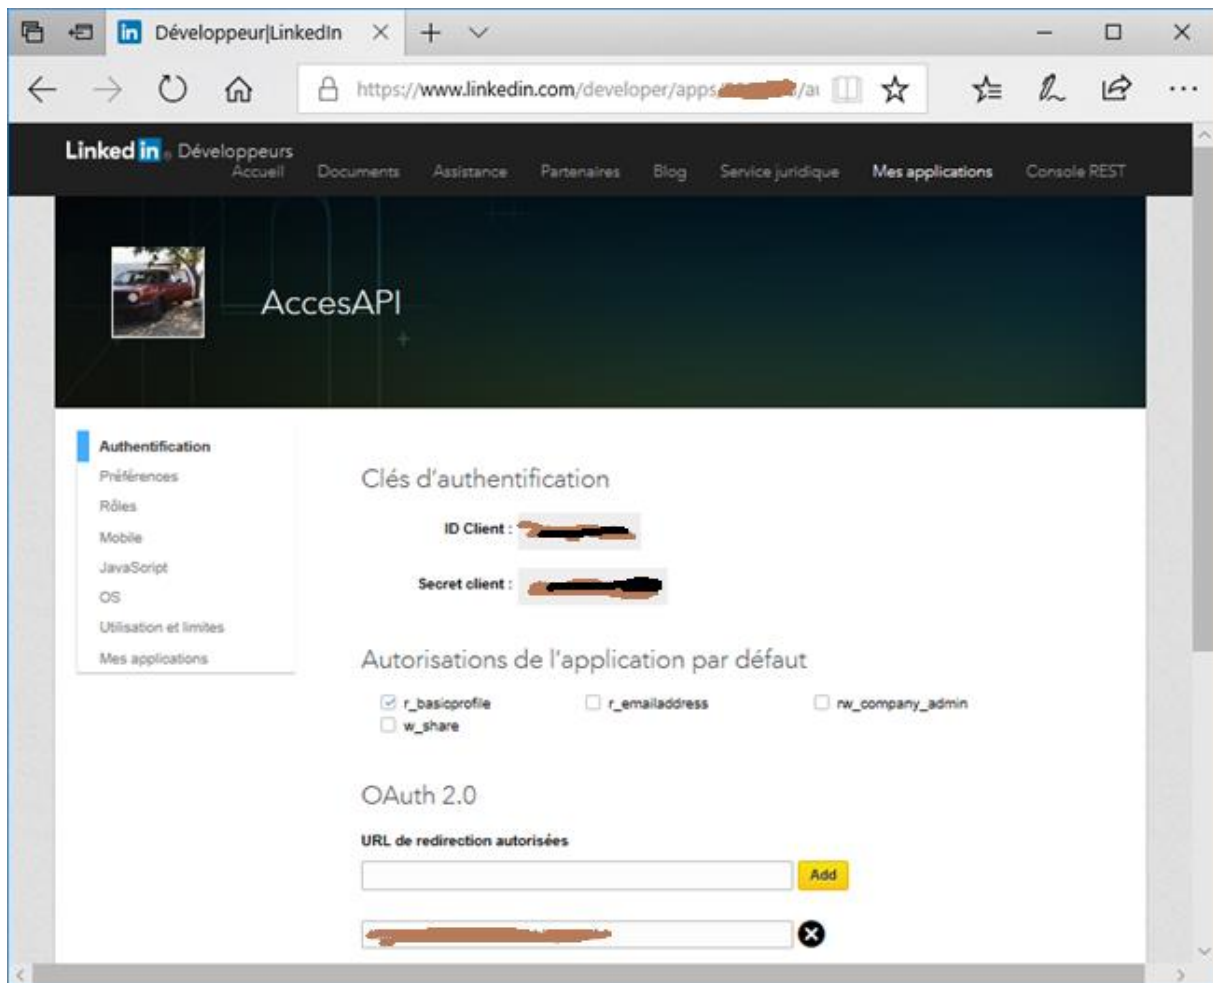 in Développeur|LinkedIn
https://www.linkedin.com/developer/apps/ /au
Linked in Développeurs
Accueil Documents Assistance Partenaires Blog Service juridique Mes applications Console REST
AccesAPI
Authentification
Préférences
Rôles
Mobile
JavaScript
OS
Utilisation et limites
Mes applications
Clés d'authentification
ID Client :
Secret client :
Autorisations de l'application par défaut
r_basicprofile r_emailaddress rw_company_admin
w_share
OAuth 2.0
URL de redirection autorisées
Add